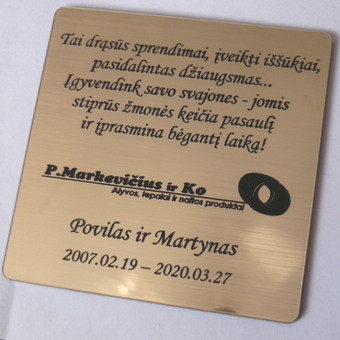 Tai drąsūs sprendimai, įveikti iššūkiai,
pasidalintas džiaugsmas...
Įgyvendink savo svajones - jomis
stiprūs žmonės keičia pasaulį
ir įprasmina bėgantį laiką!
P.Markevičius ir Ko
Alyvos, tepalai ir naftos produktai
Povilas ir Martynas
2007.02.19 – 2020.03.27